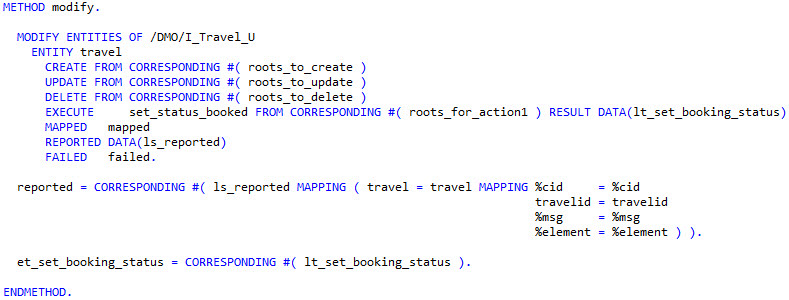 METHOD modify.
MODIFY ENTITIES OF /DMO/I_Travel_U
ENTITY travel
CREATE FROM CORRESPONDING #( roots_to_create )
UPDATE FROM CORRESPONDING #( roots_to_update )
DELETE FROM CORRESPONDING #( roots_to_delete )
EXECUTE set_status_booked FROM CORRESPONDING #( roots_for_action1 ) RESULT DATA(lt_set_booking_status)
MAPPED mapped
REPORTED DATA(ls_reported)
FAILED failed.
reported = CORRESPONDING #( ls_reported MAPPING ( travel = travel MAPPING %cid = %cid
travelid = travelid
%msg = %msg
%element = %element ) ).
et_set_booking_status = CORRESPONDING #( lt_set_booking_status ).
ENDMETHOD.